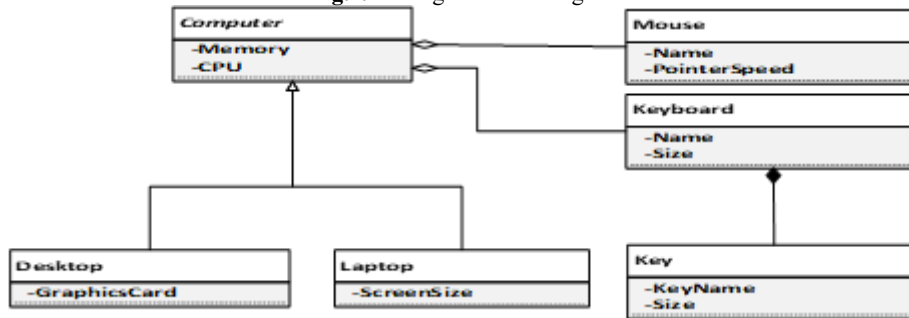 Computer
-Memory
-CPU
Mouse
-Name
-PointerSpeed
Keyboard
-Name
-Size
Desktop
-GraphicsCard
Laptop
-ScreenSize
Key
-KeyName
-Size